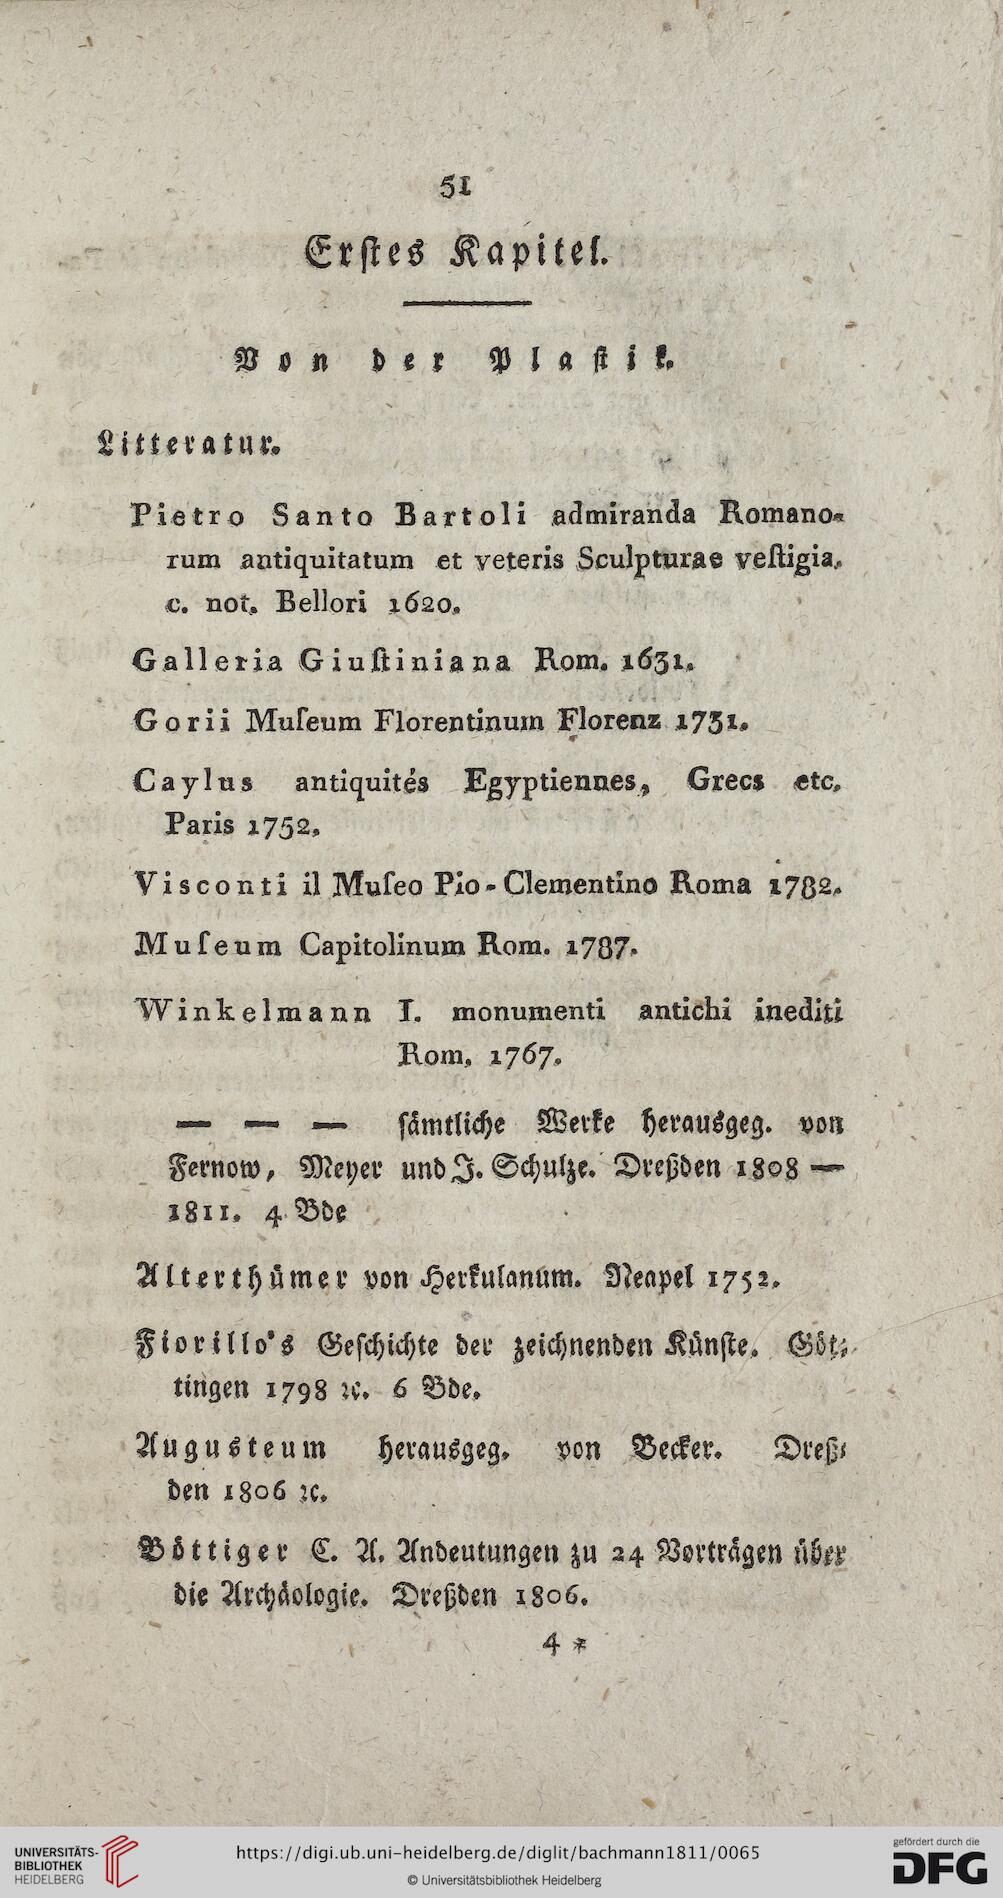 51
Erſtes Kapitel.
Von der Plaſtik.
Litteratur.
Pietro Santo Bartoli admiranda Romano-
rum antiquitatum et veteris Sculpturae veſtigia.
c. not. Bellori 1620.
Galleria Giuſtiniana Rom. 1631.
Gorii Muſeum Florentinum Florenz 1731.
Caylus antiquités Egyptiennes, Grecs etc.
Paris 1752.
Visconti il Muſeo Pio-Clementino Roma 1782.
Muſeum Capitolinum Rom. 1787.
Winkelmann I. monumenti antichi inediti
Rom, 1767.
— — — ſämtliche Werke herausgeg. von
Fernow, Meyer und J. Schulze. Dreßden 1808 —
1811. 4 Bde
Alterthümer von Herkulanum. Neapel 1752.
Fiorillo's Geſchichte der zeichnenden Künſte. Göt-
tingen 1798 ꝛc. 6 Bde.
Augusteum herausgeg. von Becker. Dreß-
den 1806 ꝛc.
Böttiger C. A. Andeutungen zu 24 Vorträgen über
die Archäologie. Dreßden 1806.
4 *
UNIVERSITÄTS-
BIBLIOTHEK
HEIDELBERG
https://digi.ub.uni-heidelberg.de/diglit/bachmann1811/0065
© Universitätsbibliothek Heidelberg
gefördert durch die
DFG